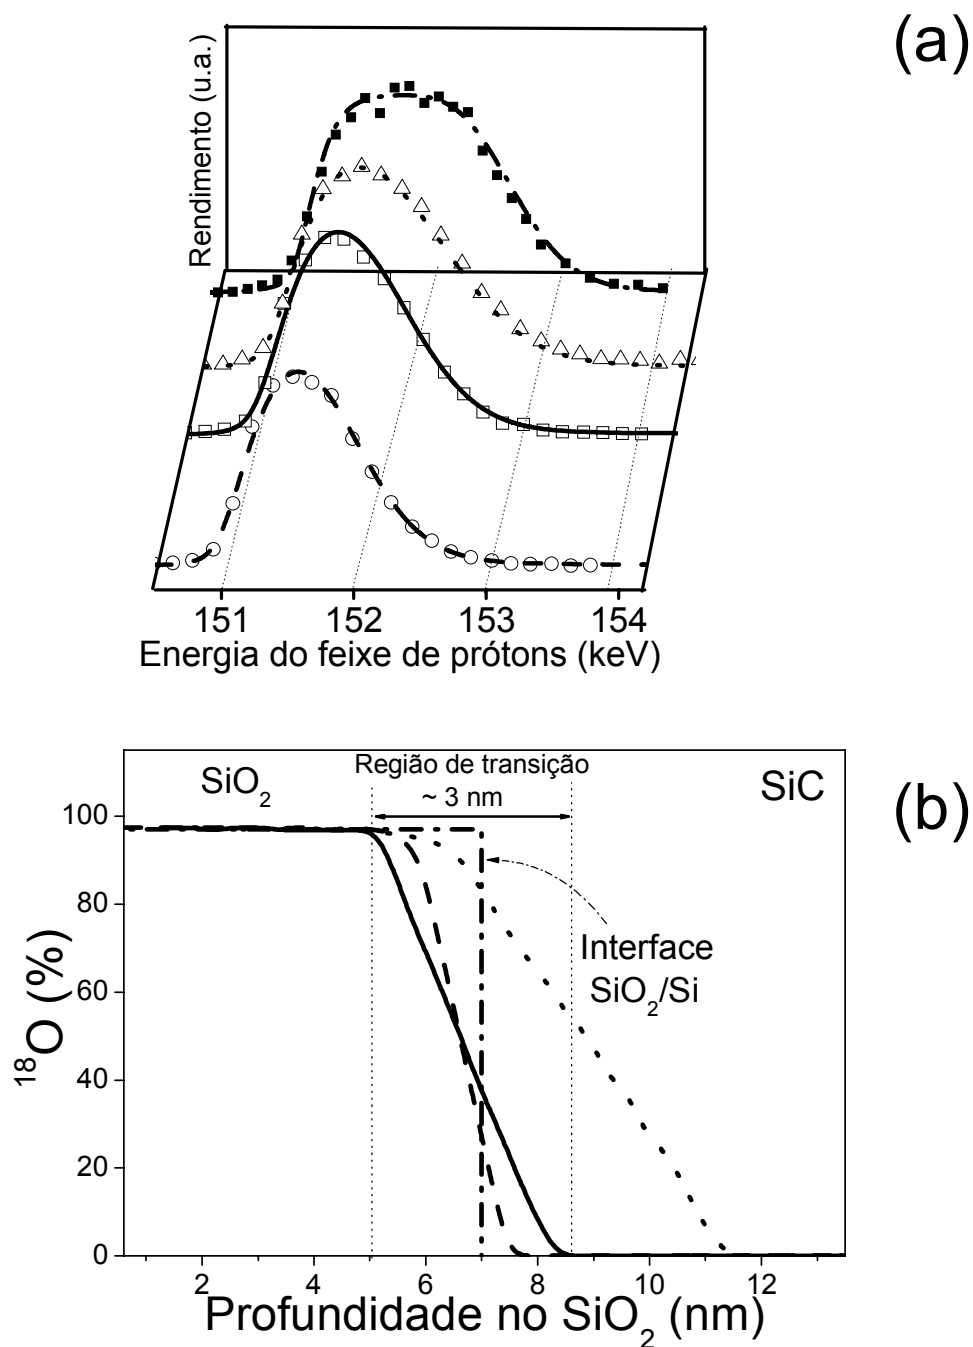 (a)
Rendimento (u.a.)
151 152 153 154
Energia do feixe de prótons (keV)
(b)
SiO₂
Região de transição
~ 3 nm
SiC
100
80
60
40
20
0
¹⁸O (%)
Interface
SiO₂/Si
2 4 6 8 10 12
Profundidade no SiO₂ (nm)